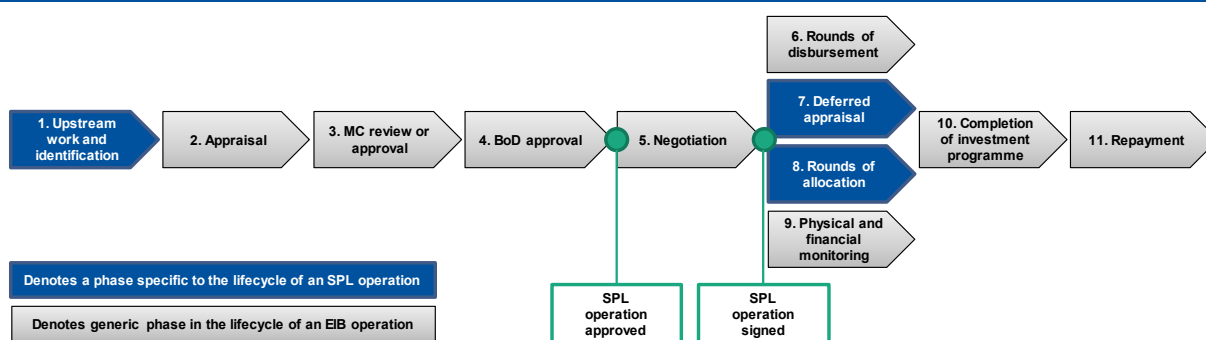 1. Upstream
work and
identification
2. Appraisal
3. MC review or
approval
4. BoD approval
5. Negotiation
6. Rounds of
disbursement
7. Deferred
appraisal
8. Rounds of
allocation
9. Physical and
financial
monitoring
10. Completion
of investment
programme
11. Repayment
Denotes a phase specific to the lifecycle of an SPL operation
Denotes generic phase in the lifecycle of an EIB operation
SPL
operation
approved
SPL
operation
signed